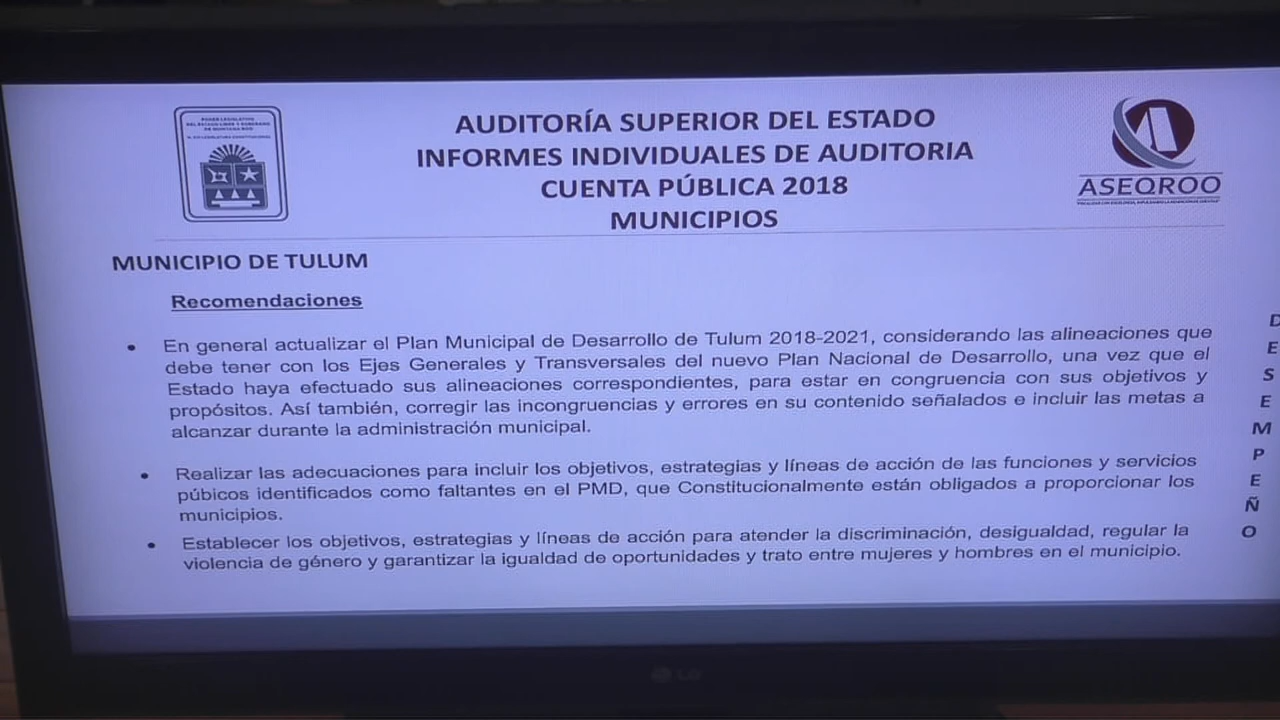 PODER LEGISLATIVO
AUDITORÍA SUPERIOR DEL ESTADO
INFORMES INDIVIDUALES DE AUDITORIA
CUENTA PÚBLICA 2018
MUNICIPIOS
ASEQROO
MUNICIPIO DE TULUM
Recomendaciones
• En general actualizar el Plan Municipal de Desarrollo de Tulum 2018-2021, considerando las alineaciones que
debe tener con los Ejes Generales y Transversales del nuevo Plan Nacional de Desarrollo, una vez que el
Estado haya efectuado sus alineaciones correspondientes, para estar en congruencia con sus objetivos y
propósitos. Así también, corregir las incongruencias y errores en su contenido señalados e incluir las metas a
alcanzar durante la administración municipal.
• Realizar las adecuaciones para incluir los objetivos, estrategias y líneas de acción de las funciones y servicios
púbicos identificados como faltantes en el PMD, que Constitucionalmente están obligados a proporcionar los
municipios.
• Establecer los objetivos, estrategias y líneas de acción para atender la discriminación, desigualdad, regular la
violencia de género y garantizar la igualdad de oportunidades y trato entre mujeres y hombres en el municipio.
D
E
S
E
M
P
E
Ñ
O
LG